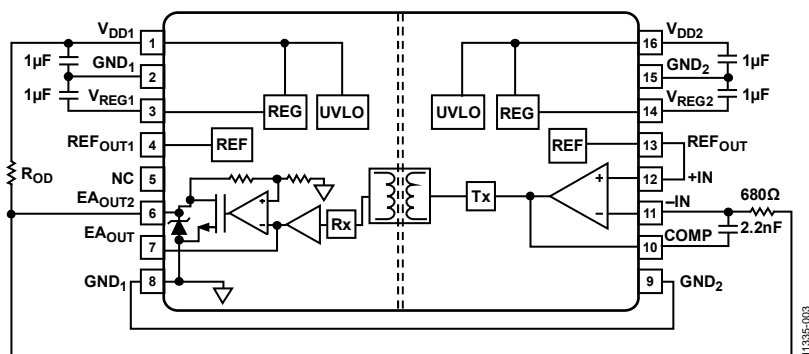 VDD1
1
1µF
GND1
2
1µF
VREG1
3
REG
UVLO
REFOUT1
4
REF
ROD
NC
5
EAOUT2
6
EAOUT
7
+
−
Rx
GND1
8
16
VDD2
1µF
15
GND2
1µF
14
VREG2
UVLO
REG
13
REFOUT
REF
12
+IN
+
−
Tx
11
−IN
680Ω
2.2nF
10
COMP
9
GND2
11335-003